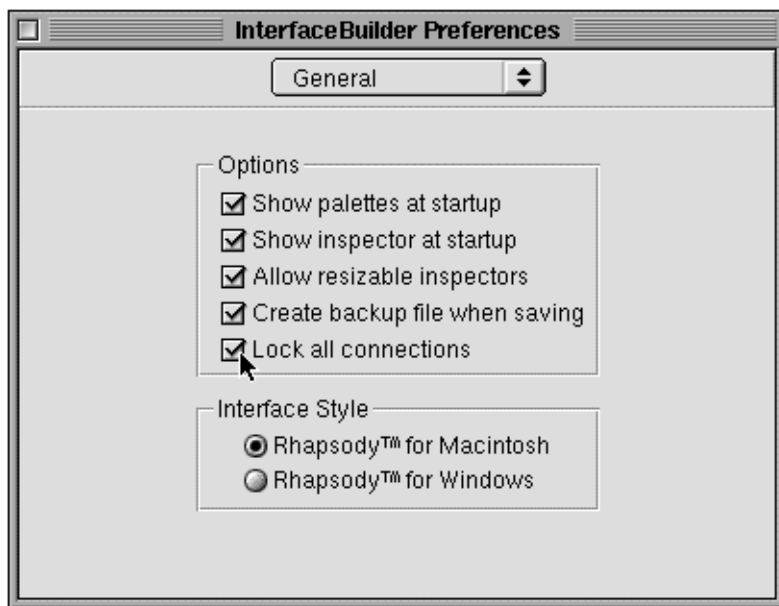 InterfaceBuilder Preferences
General
Options
Show palettes at startup
Show inspector at startup
Allow resizable inspectors
Create backup file when saving
Lock all connections
Interface Style
Rhapsody™ for Macintosh
Rhapsody™ for Windows